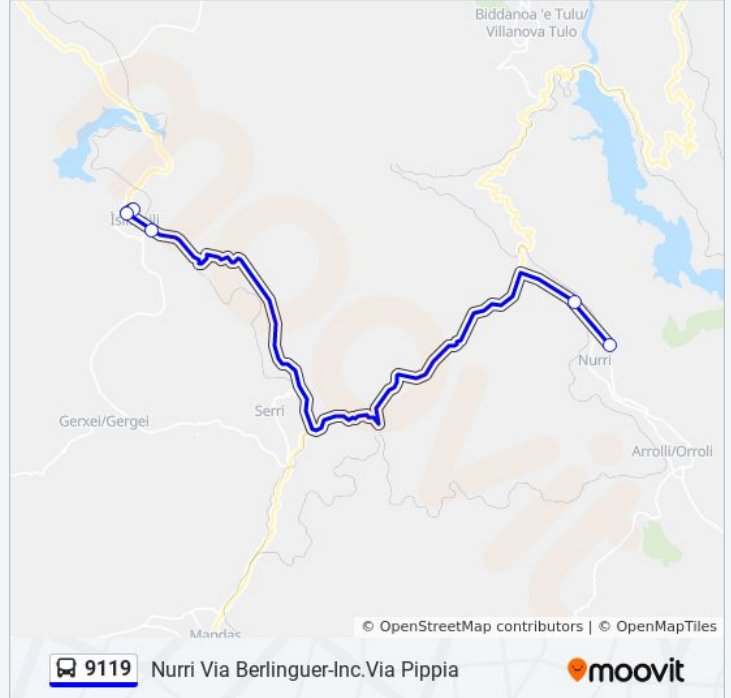 Biddanoa 'e Tulu/
Villanova Tulo
Nurri
Serri
Gerxei/Gergei
Arrolli/Orroli
Mandas
© OpenStreetMap contributors | © OpenMapTiles
9119 Nurri Via Berlinguer-Inc.Via Pippia
moovit
moovit